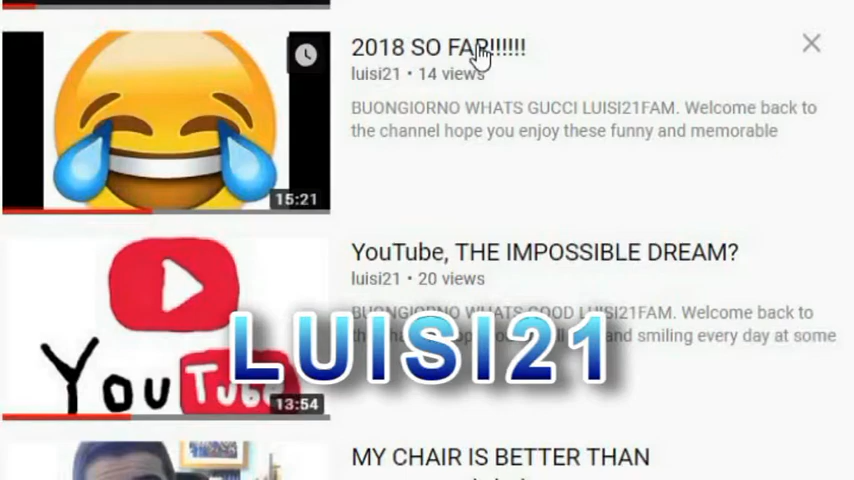 2018 SO FAR!!!!!!
luisi21 • 14 views
BUONGIORNO WHATS GUCCI LUISI21FAM. Welcome back to
the channel hope you enjoy these funny and memorable
15:21
YouTube, THE IMPOSSIBLE DREAM?
luisi21 • 20 views
BUONGIORNO WHATS GOOD LUISI21FAM. Welcome back to
and smiling every day at some
LUISI21
You Tube
13:54
MY CHAIR IS BETTER THAN